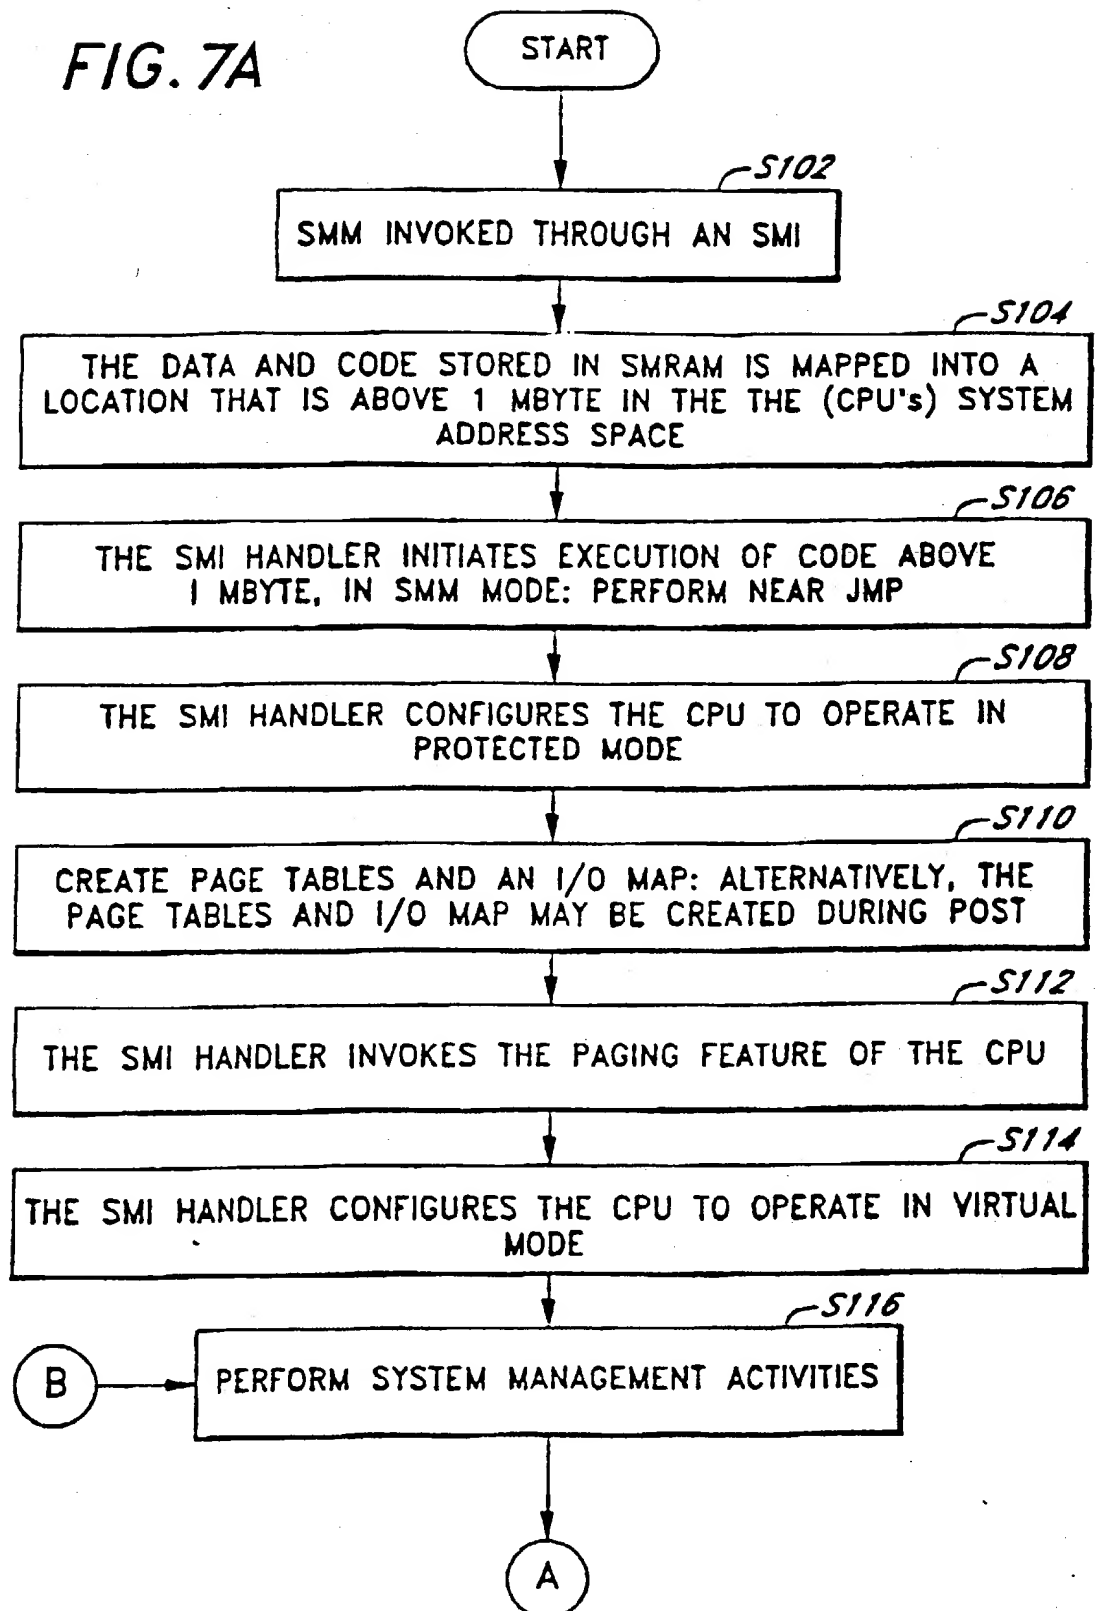 FIG. 7A
START
S102
SMM INVOKED THROUGH AN SMI
S104
THE DATA AND CODE STORED IN SMRAM IS MAPPED INTO A
LOCATION THAT IS ABOVE 1 MBYTE IN THE THE (CPU's) SYSTEM
ADDRESS SPACE
S106
THE SMI HANDLER INITIATES EXECUTION OF CODE ABOVE
1 MBYTE, IN SMM MODE: PERFORM NEAR JMP
S108
THE SMI HANDLER CONFIGURES THE CPU TO OPERATE IN
PROTECTED MODE
S110
CREATE PAGE TABLES AND AN I/O MAP: ALTERNATIVELY, THE
PAGE TABLES AND I/O MAP MAY BE CREATED DURING POST
S112
THE SMI HANDLER INVOKES THE PAGING FEATURE OF THE CPU
S114
THE SMI HANDLER CONFIGURES THE CPU TO OPERATE IN VIRTUAL
MODE
S116
B
PERFORM SYSTEM MANAGEMENT ACTIVITIES
A